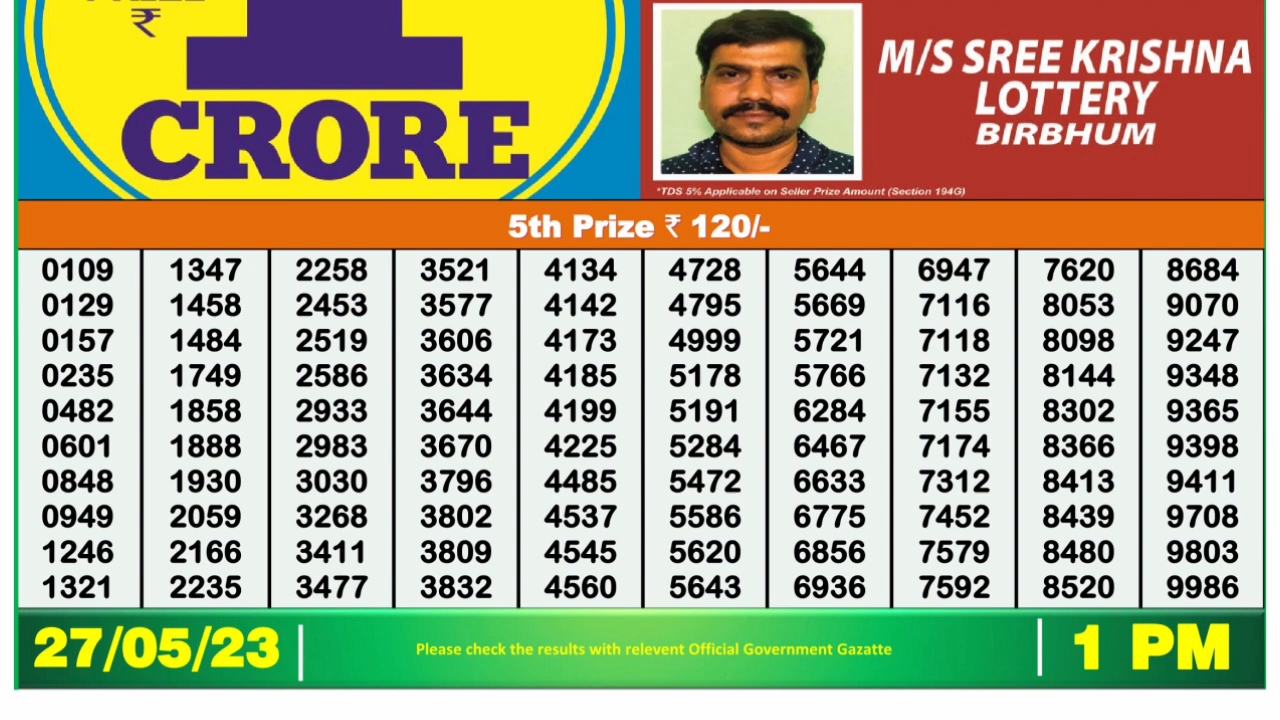 ₹
1
CRORE
M/S SREE KRISHNA
LOTTERY
BIRBHUM
*TDS 5% Applicable on Seller Prize Amount (Section 194G)
5th Prize ₹ 120/-
0109 1347 2258 3521 4134 4728 5644 6947 7620 8684
0129 1458 2453 3577 4142 4795 5669 7116 8053 9070
0157 1484 2519 3606 4173 4999 5721 7118 8098 9247
0235 1749 2586 3634 4185 5178 5766 7132 8144 9348
0482 1858 2933 3644 4199 5191 6284 7155 8302 9365
0601 1888 2983 3670 4225 5284 6467 7174 8366 9398
0848 1930 3030 3796 4485 5472 6633 7312 8413 9411
0949 2059 3268 3802 4537 5586 6775 7452 8439 9708
1246 2166 3411 3809 4545 5620 6856 7579 8480 9803
1321 2235 3477 3832 4560 5643 6936 7592 8520 9986
27/05/23 Please check the results with relevent Official Government Gazatte 1 PM